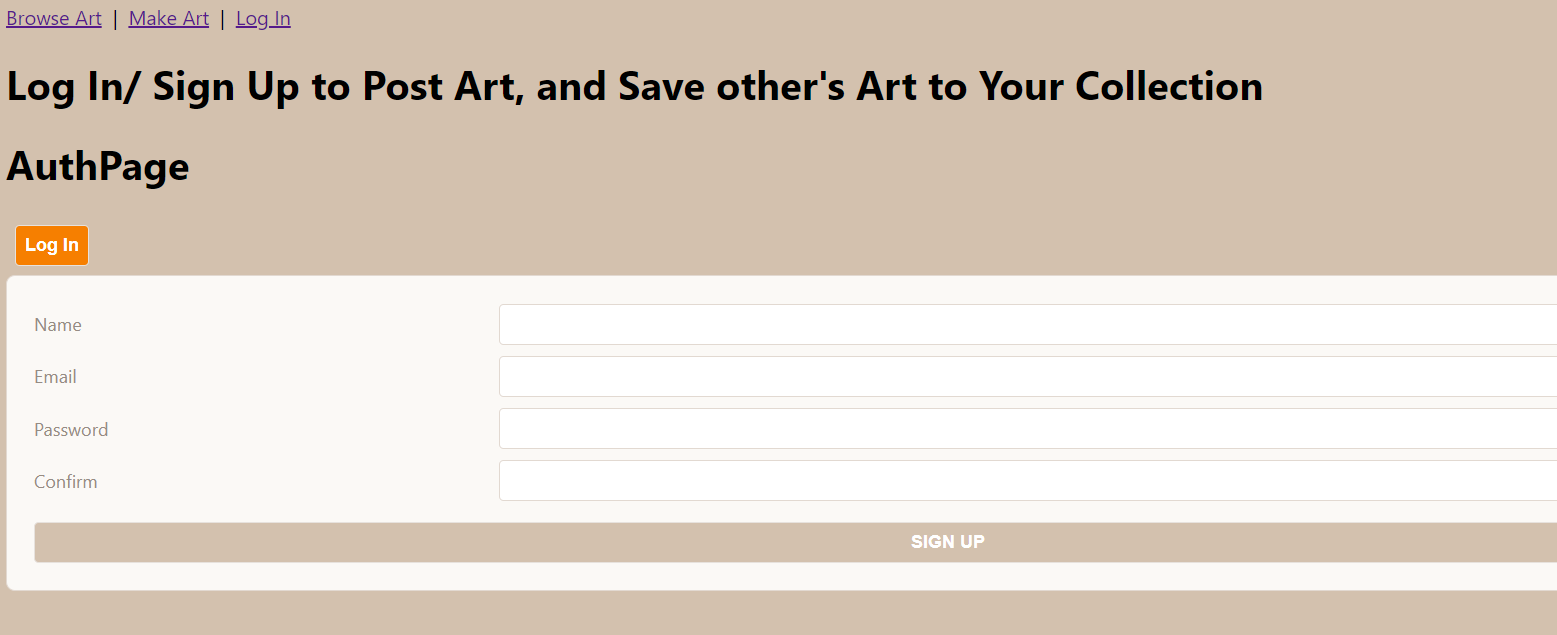 Browse Art | Make Art | Log In
Log In/ Sign Up to Post Art, and Save other's Art to Your Collection
AuthPage
Log In
Name
Email
Password
Confirm
SIGN UP